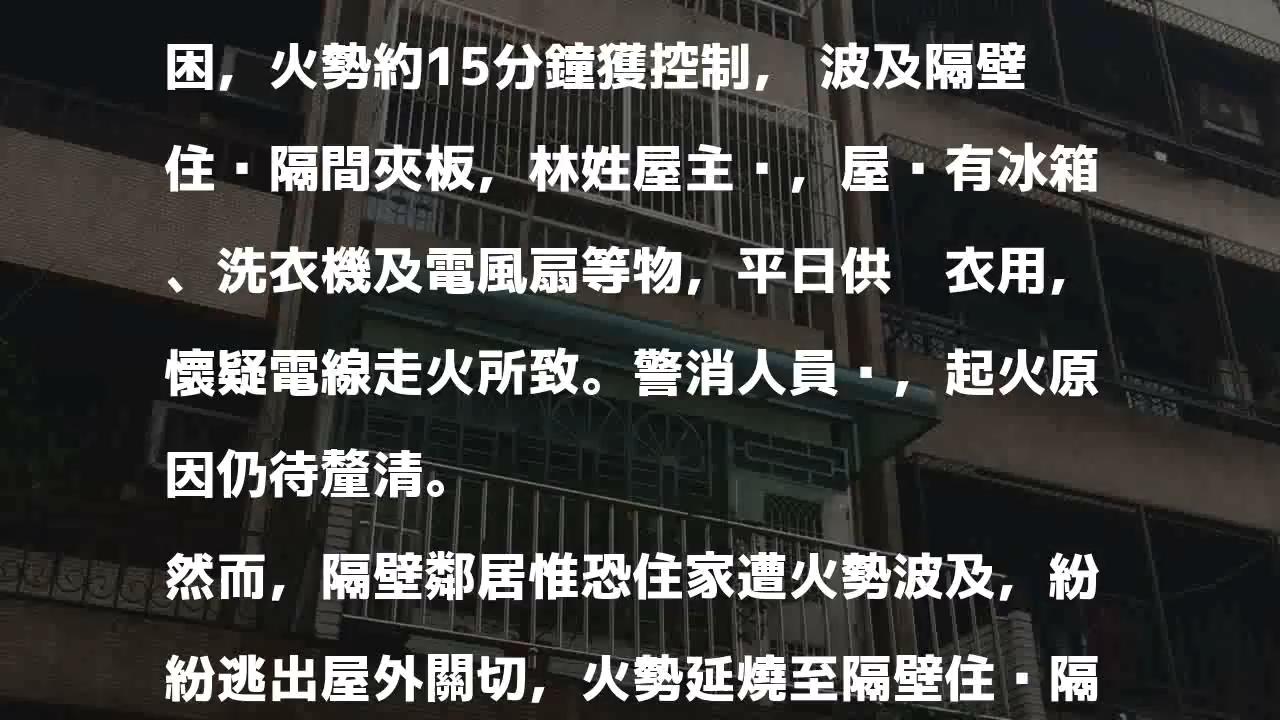 困，火勢約15分鐘獲控制， 波及隔壁
住▪隔間夾板，林姓屋主▪，屋▪有冰箱
、洗衣機及電風扇等物，平日供　衣用，
懷疑電線走火所致。警消人員▪，起火原
因仍待釐清。
然而，隔壁鄰居惟恐住家遭火勢波及，紛
紛逃出屋外關切，火勢延燒至隔壁住▪隔